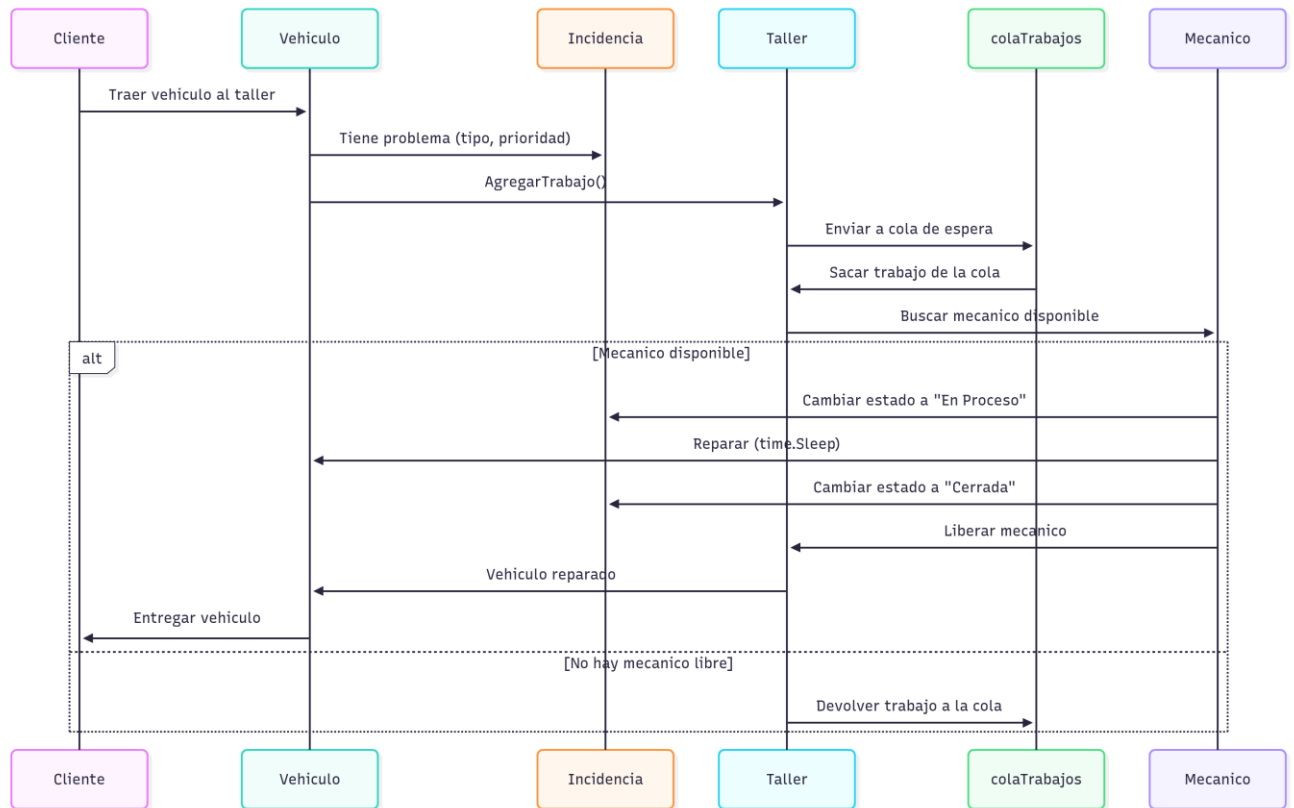 Cliente
Vehiculo
Incidencia
Taller
colaTrabajos
Mecanico
Traer vehiculo al taller
Tiene problema (tipo, prioridad)
AgregarTrabajo()
Enviar a cola de espera
Sacar trabajo de la cola
Buscar mecanico disponible
alt
[Mecanico disponible]
Cambiar estado a "En Proceso"
Reparar (time.Sleep)
Cambiar estado a "Cerrada"
Liberar mecanico
Vehiculo reparado
Entregar vehiculo
[No hay mecanico libre]
Devolver trabajo a la cola
Cliente
Vehiculo
Incidencia
Taller
colaTrabajos
Mecanico